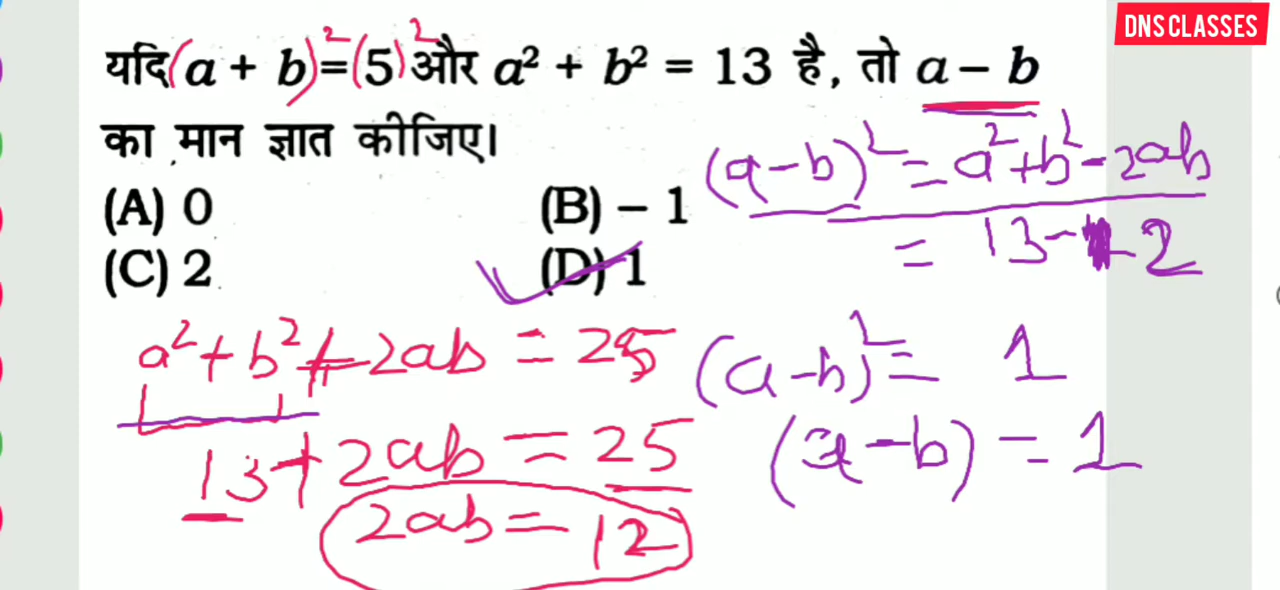 DNS CLASSES
यदि (a + b)² = (5)² और a² + b² = 13 है, तो a – b
का मान ज्ञात कीजिए।
(A) 0
(B) – 1
(C) 2
(D) 1
a² + b² + 2ab = 25
13 + 2ab = 25
2ab = 12
(a – b)² = a² + b² – 2ab
= 13 – 12
(a – b)² = 1
(a – b) = 1